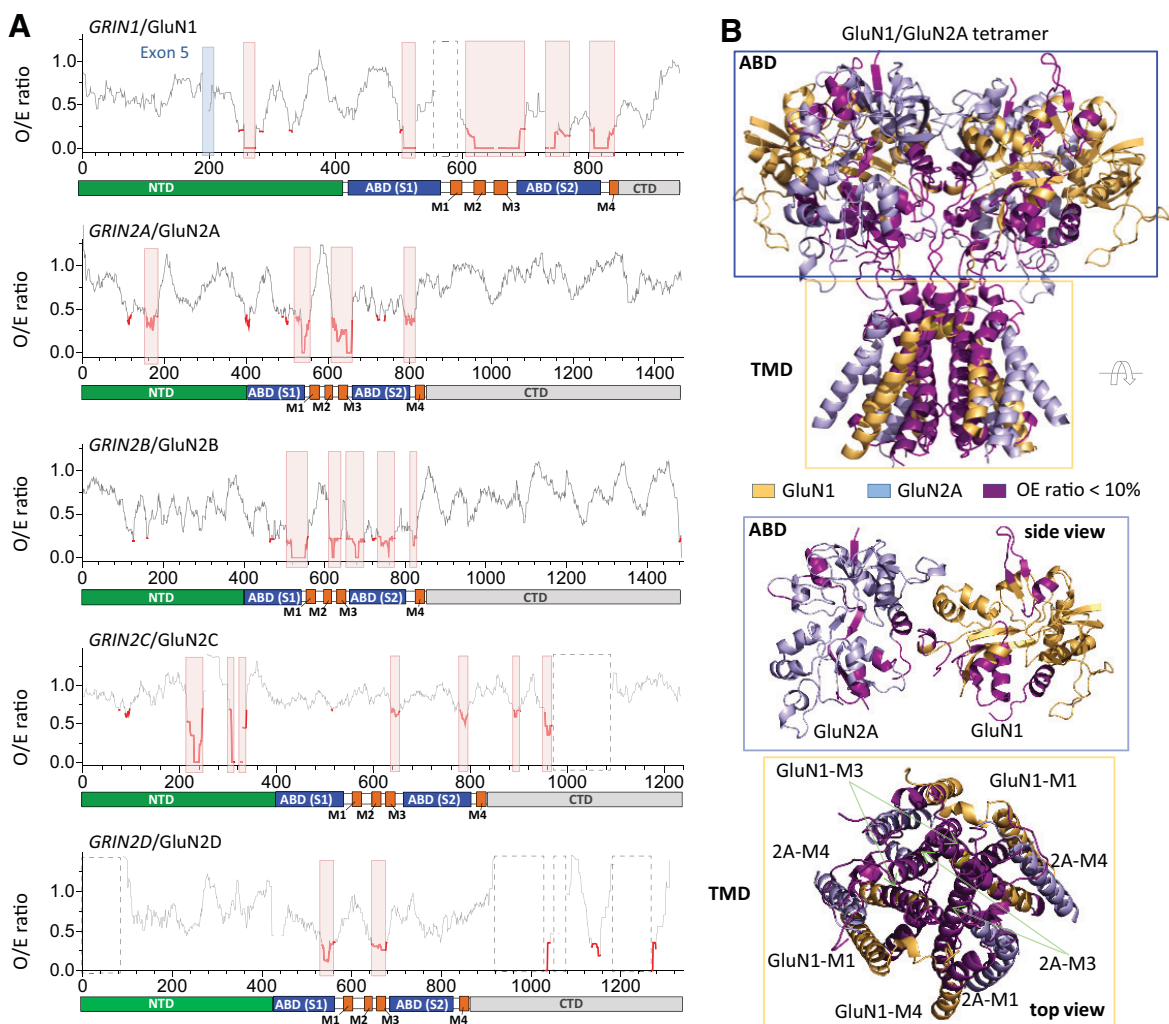 A
GRIN1/GluN1
Exon 5
O/E ratio
1.0
0.5
0.0
0 200 400 600 800
NTD ABD (S1) ABD (S2) CTD
M1 M2 M3 M4
GRIN2A/GluN2A
O/E ratio
1.0
0.5
0.0
0 200 400 600 800 1000 1200 1400
NTD ABD (S1) ABD (S2) CTD
M1 M2 M3 M4
GRIN2B/GluN2B
O/E ratio
1.0
0.5
0.0
0 200 400 600 800 1000 1200 1400
NTD ABD (S1) ABD (S2) CTD
M1 M2 M3 M4
GRIN2C/GluN2C
O/E ratio
1.0
0.5
0.0
0 200 400 600 800 1000 1200
NTD ABD (S1) ABD (S2) CTD
M1 M2 M3 M4
GRIN2D/GluN2D
O/E ratio
1.0
0.5
0.0
0 200 400 600 800 1000 1200
NTD ABD (S1) ABD (S2) CTD
M1 M2 M3 M4
B
GluN1/GluN2A tetramer
ABD
TMD
GluN1 GluN2A OE ratio < 10%
ABD
side view
GluN2A GluN1
TMD
GluN1-M3
GluN1-M1
2A-M4
2A-M4
GluN1-M1
2A-M3
GluN1-M4
2A-M1
top view